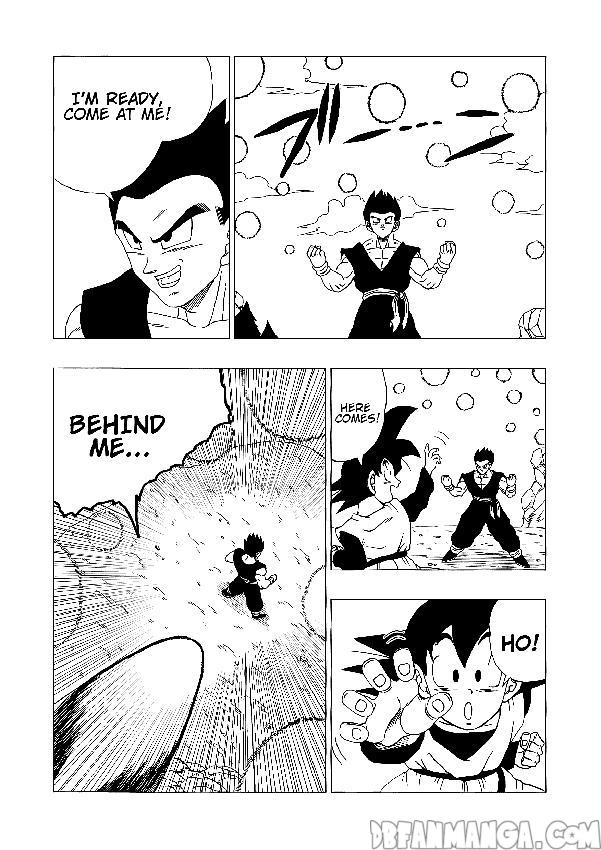 I'M READY,
COME AT ME!
HERE
COMES!
BEHIND
ME...
HO!
DBFANMANGA.COM